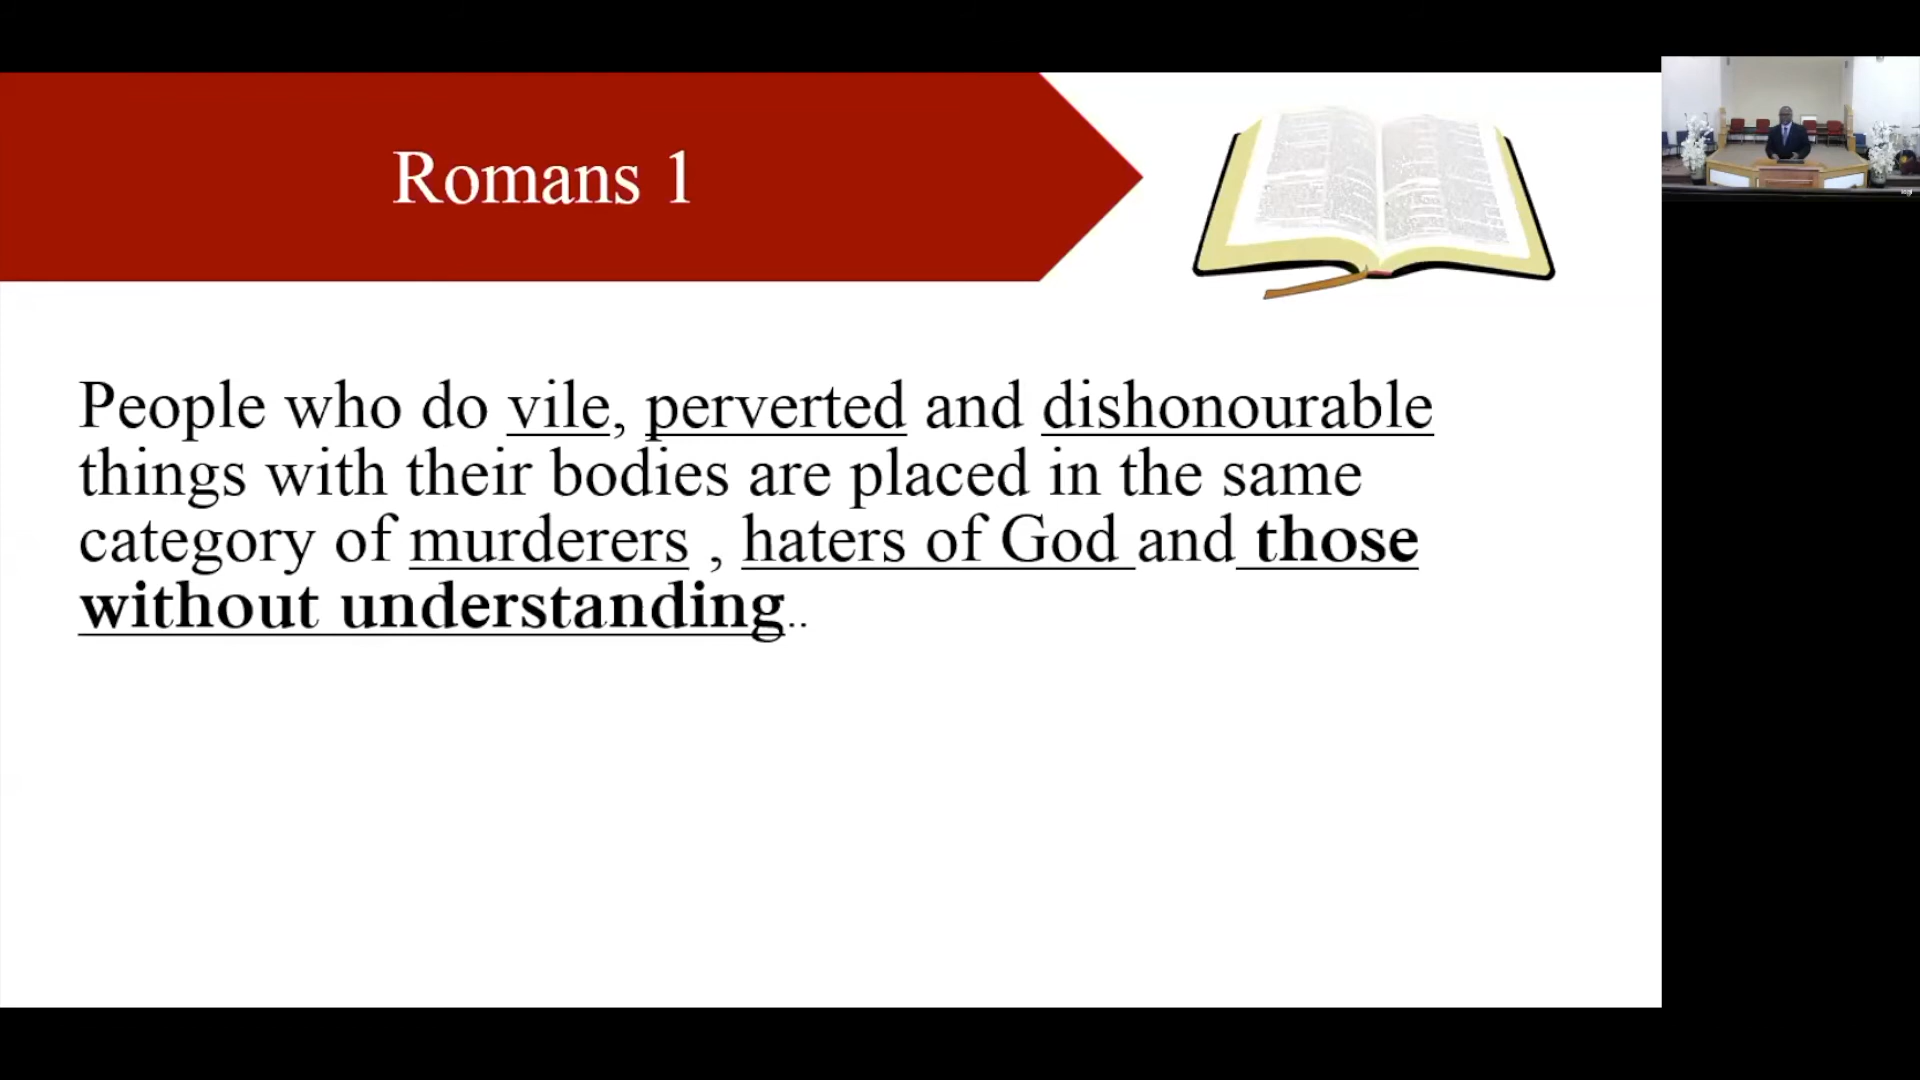 Romans 1
People who do vile, perverted and dishonourable
things with their bodies are placed in the same
category of murderers , haters of God and those
without understanding..